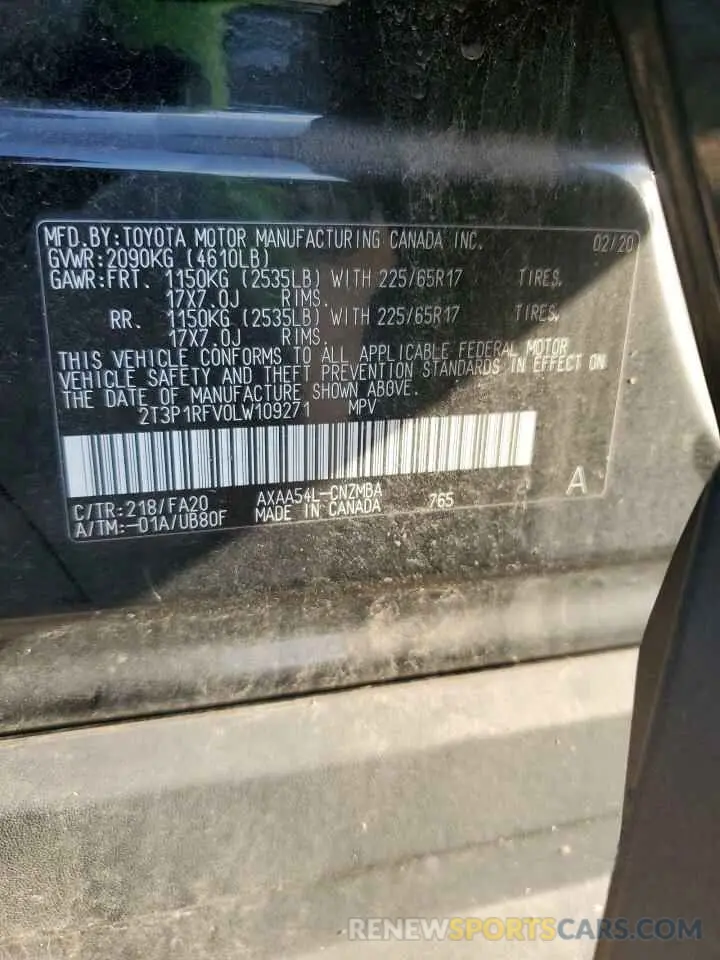 MFD.BY:TOYOTA MOTOR MANUFACTURING CANADA INC. 02/20
GVWR:2090KG (4610LB)
GAWR:FRT. 1150KG (2535LB) WITH 225/65R17 TIRES,
17X7.0J RIMS.
RR. 1150KG (2535LB) WITH 225/65R17 TIRES,
17X7.0J RIMS.
THIS VEHICLE CONFORMS TO ALL APPLICABLE FEDERAL MOTOR
VEHICLE SAFETY AND THEFT PREVENTION STANDARDS IN EFFECT ON
THE DATE OF MANUFACTURE SHOWN ABOVE.
2T3P1RFV0LW109271 MPV
C/TR:218/FA20 AXAA54L-CNZMBA 765 A
A/TM:-01A/UB80F MADE IN CANADA
RENEWSPORTSCARS.COM